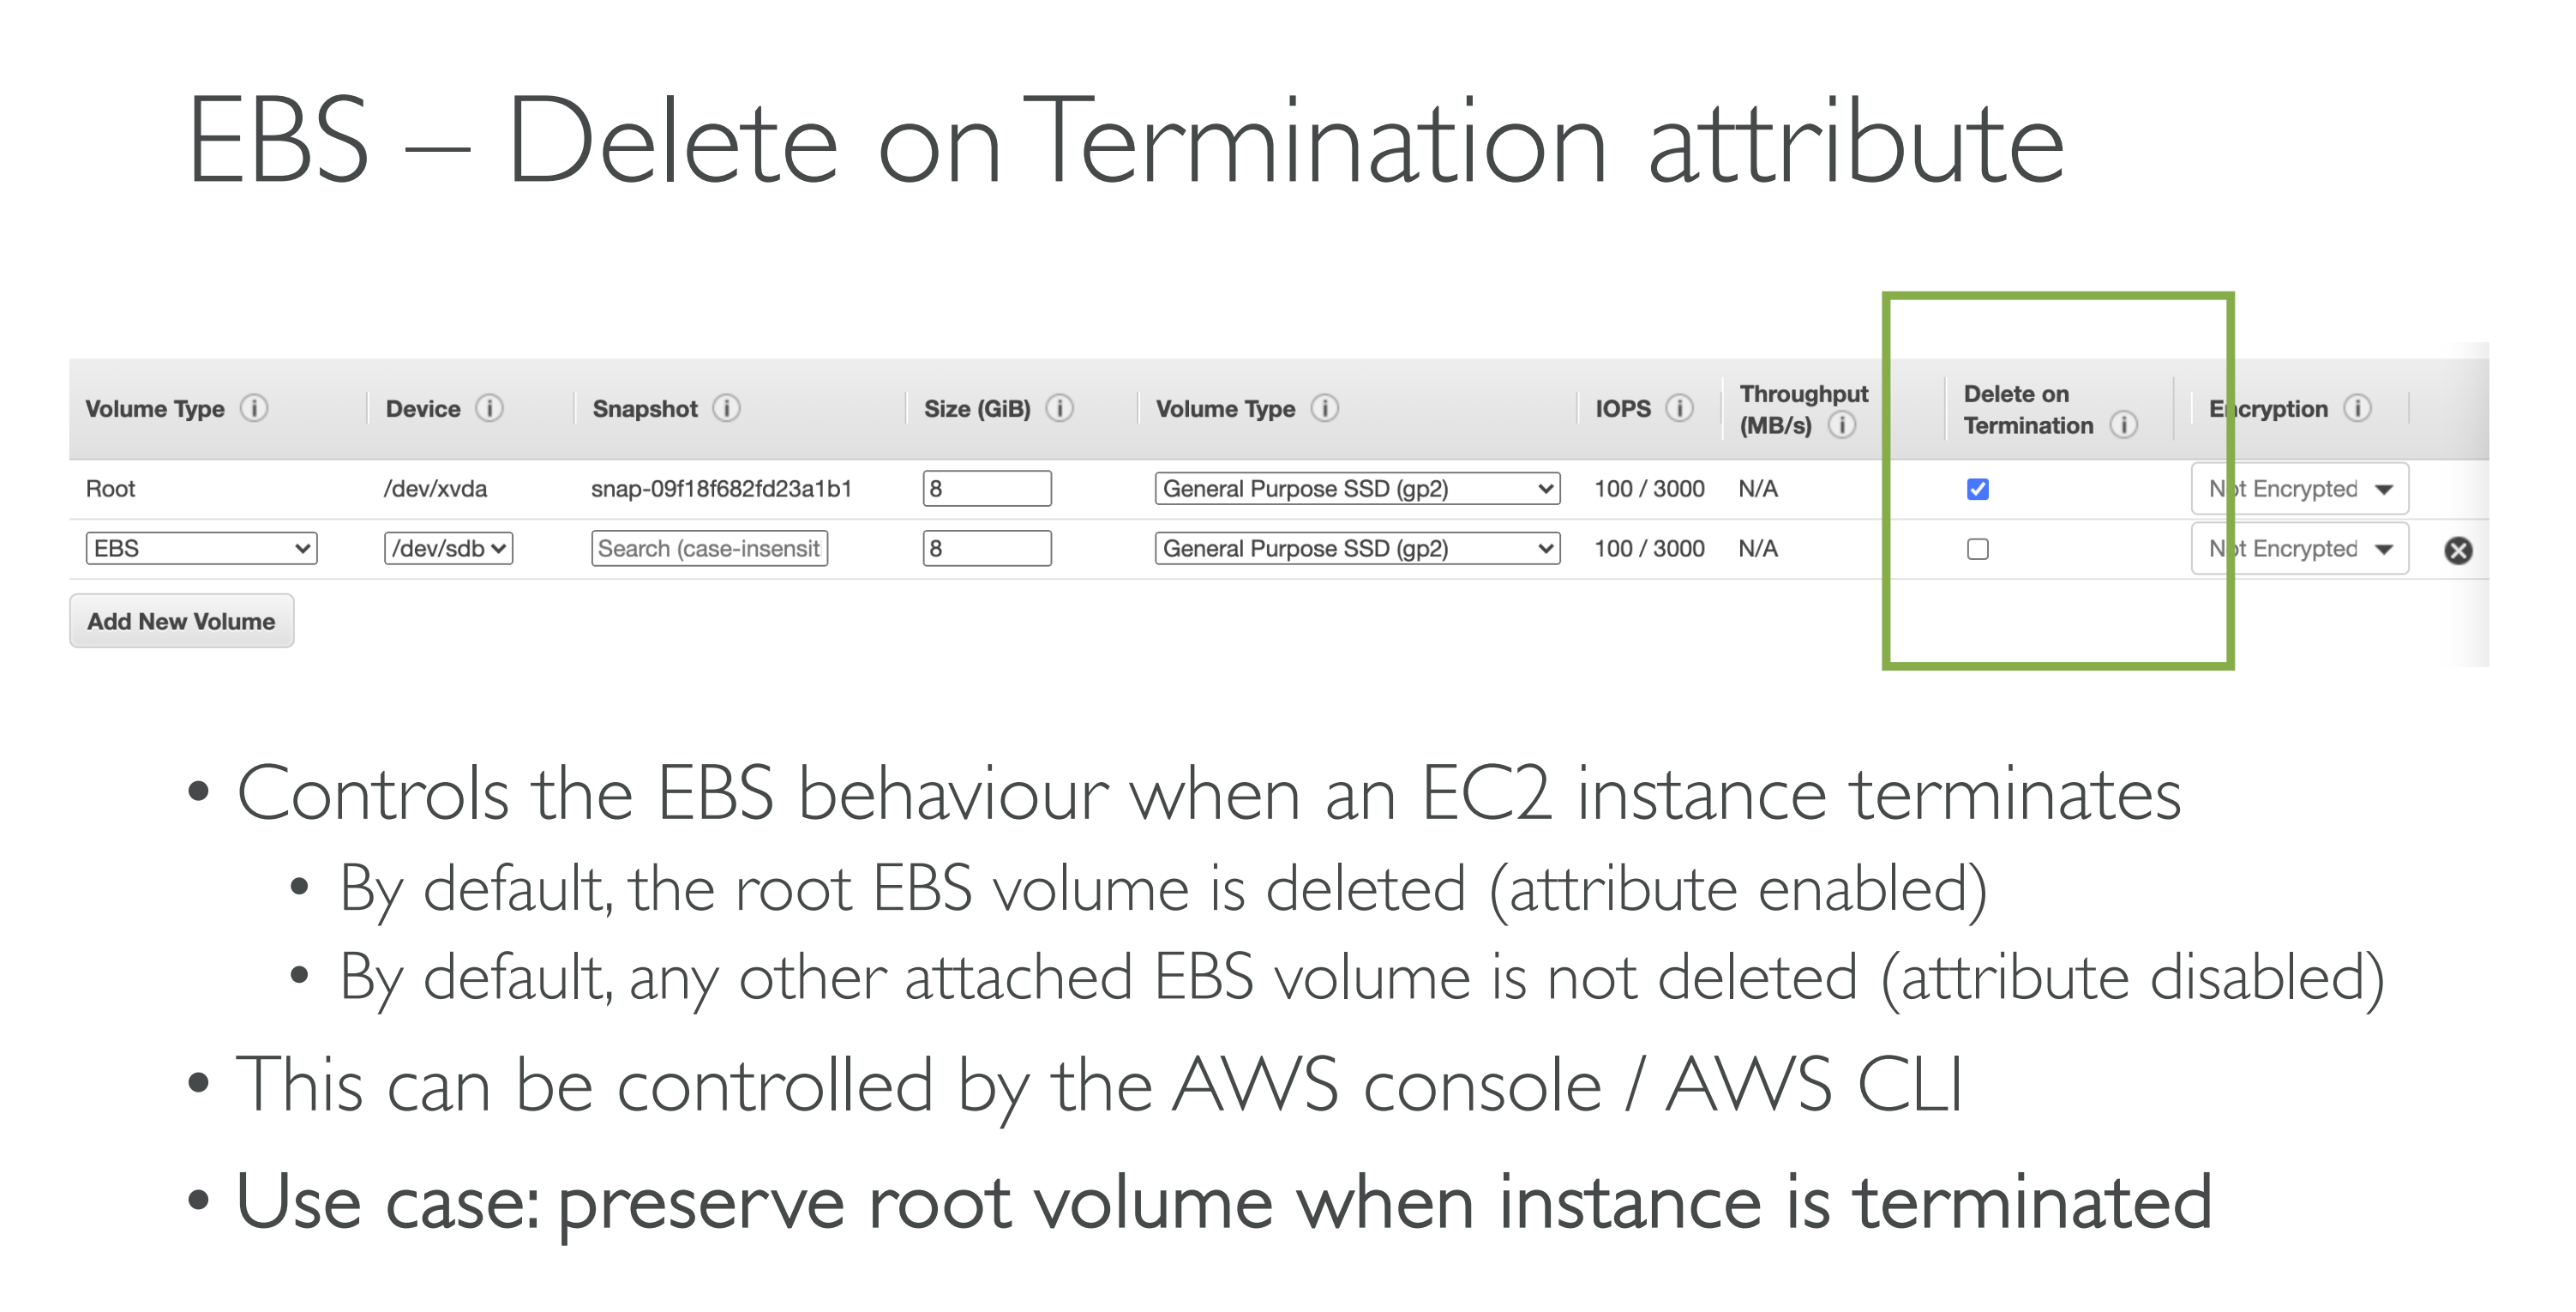 EBS – Delete on Termination attribute
Volume Type Device Snapshot Size (GiB) Volume Type IOPS Throughput (MB/s) Delete on Termination Encryption
Root /dev/xvda snap-09f18f682fd23a1b1 8 General Purpose SSD (gp2) 100 / 3000 N/A Not Encrypted
EBS /dev/sdb Search (case-insensit 8 General Purpose SSD (gp2) 100 / 3000 N/A Not Encrypted
Add New Volume
• Controls the EBS behaviour when an EC2 instance terminates
• By default, the root EBS volume is deleted (attribute enabled)
• By default, any other attached EBS volume is not deleted (attribute disabled)
• This can be controlled by the AWS console / AWS CLI
• Use case: preserve root volume when instance is terminated